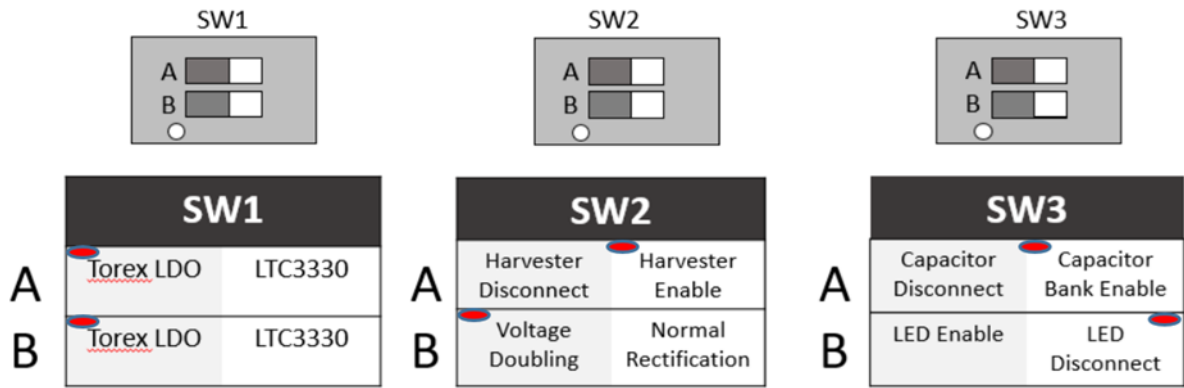 SW1
SW2
SW3
A
B
A
B
A
B
SW1
A
Torex LDO
LTC3330
B
Torex LDO
LTC3330
SW2
A
Harvester
Disconnect
Harvester
Enable
B
Voltage
Doubling
Normal
Rectification
SW3
A
Capacitor
Disconnect
Capacitor
Bank Enable
B
LED Enable
LED
Disconnect